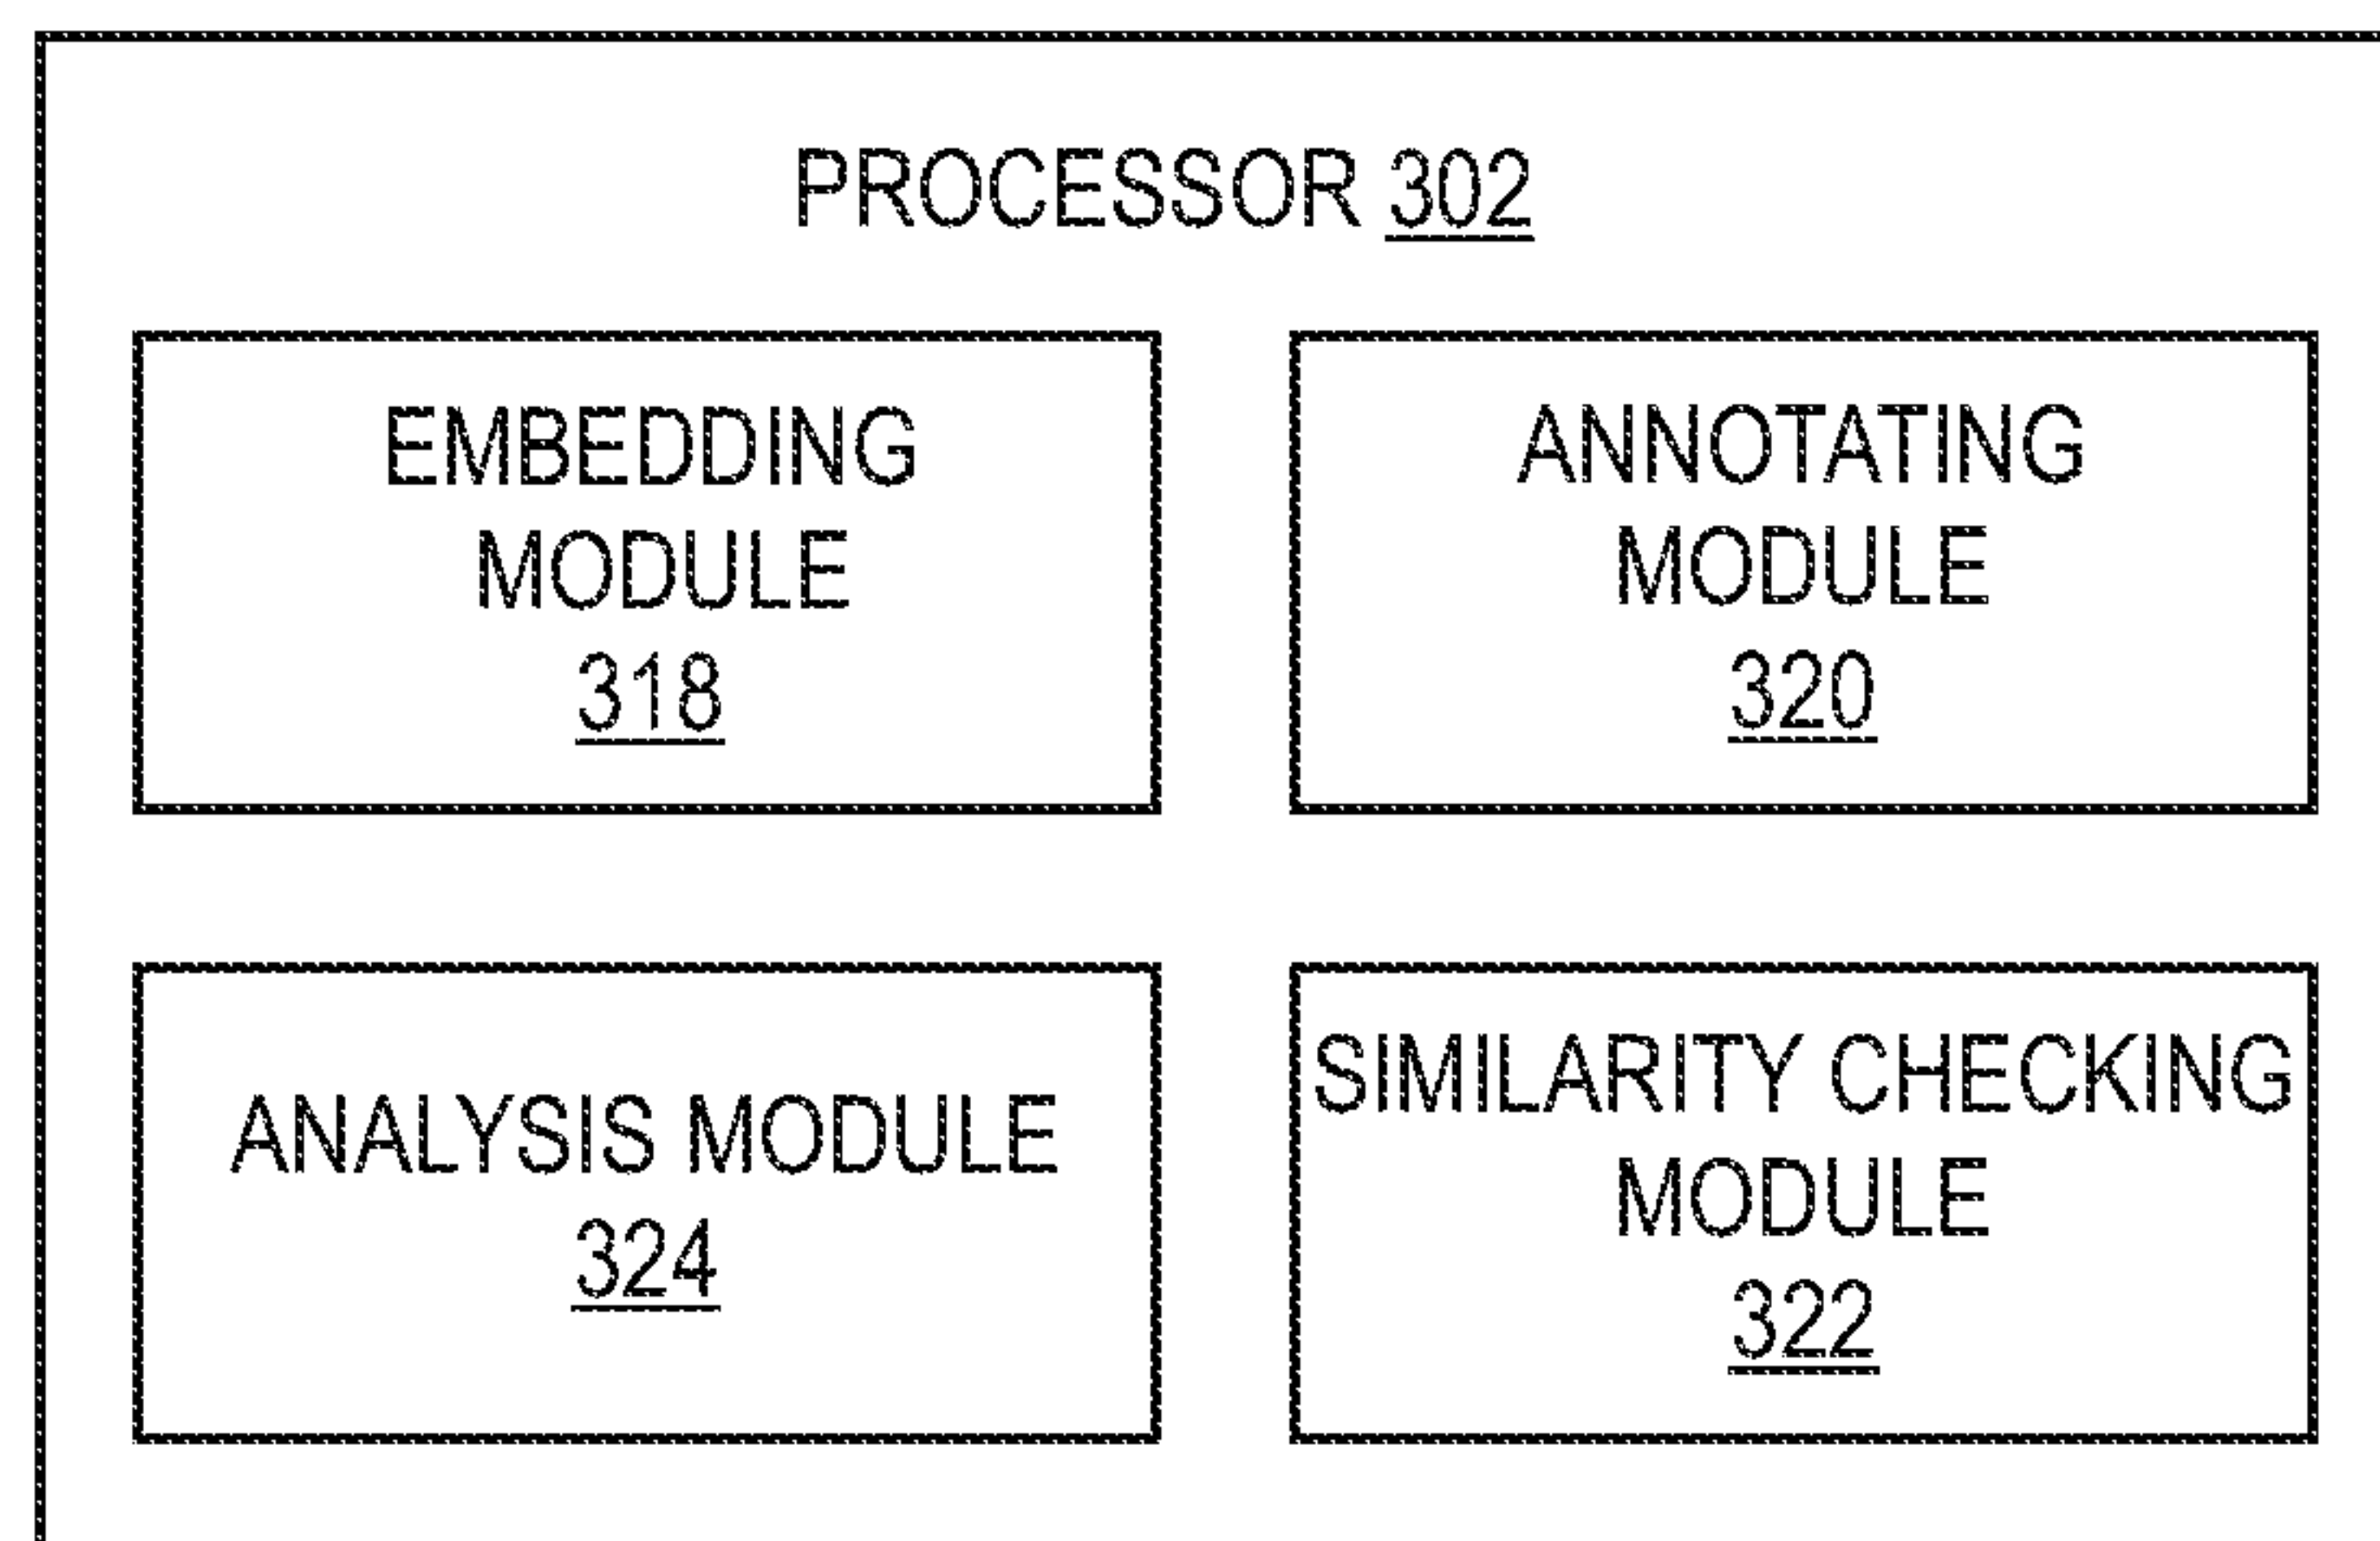 PROCESSOR 302
EMBEDDING
MODULE
318
ANNOTATING
MODULE
320
ANALYSIS MODULE
324
SIMILARITY CHECKING
MODULE
322